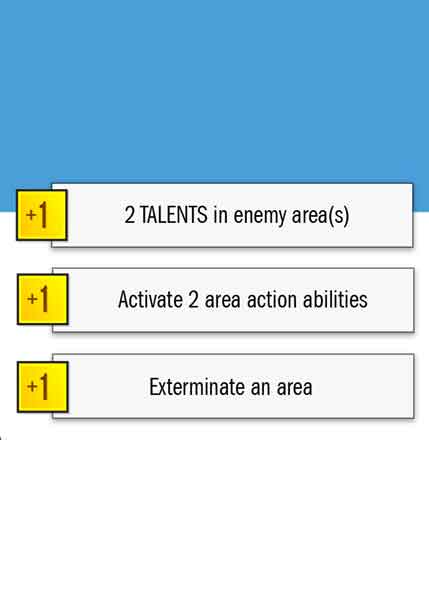 +1 2 TALENTS in enemy area(s)
+1 Activate 2 area action abilities
+1 Exterminate an area